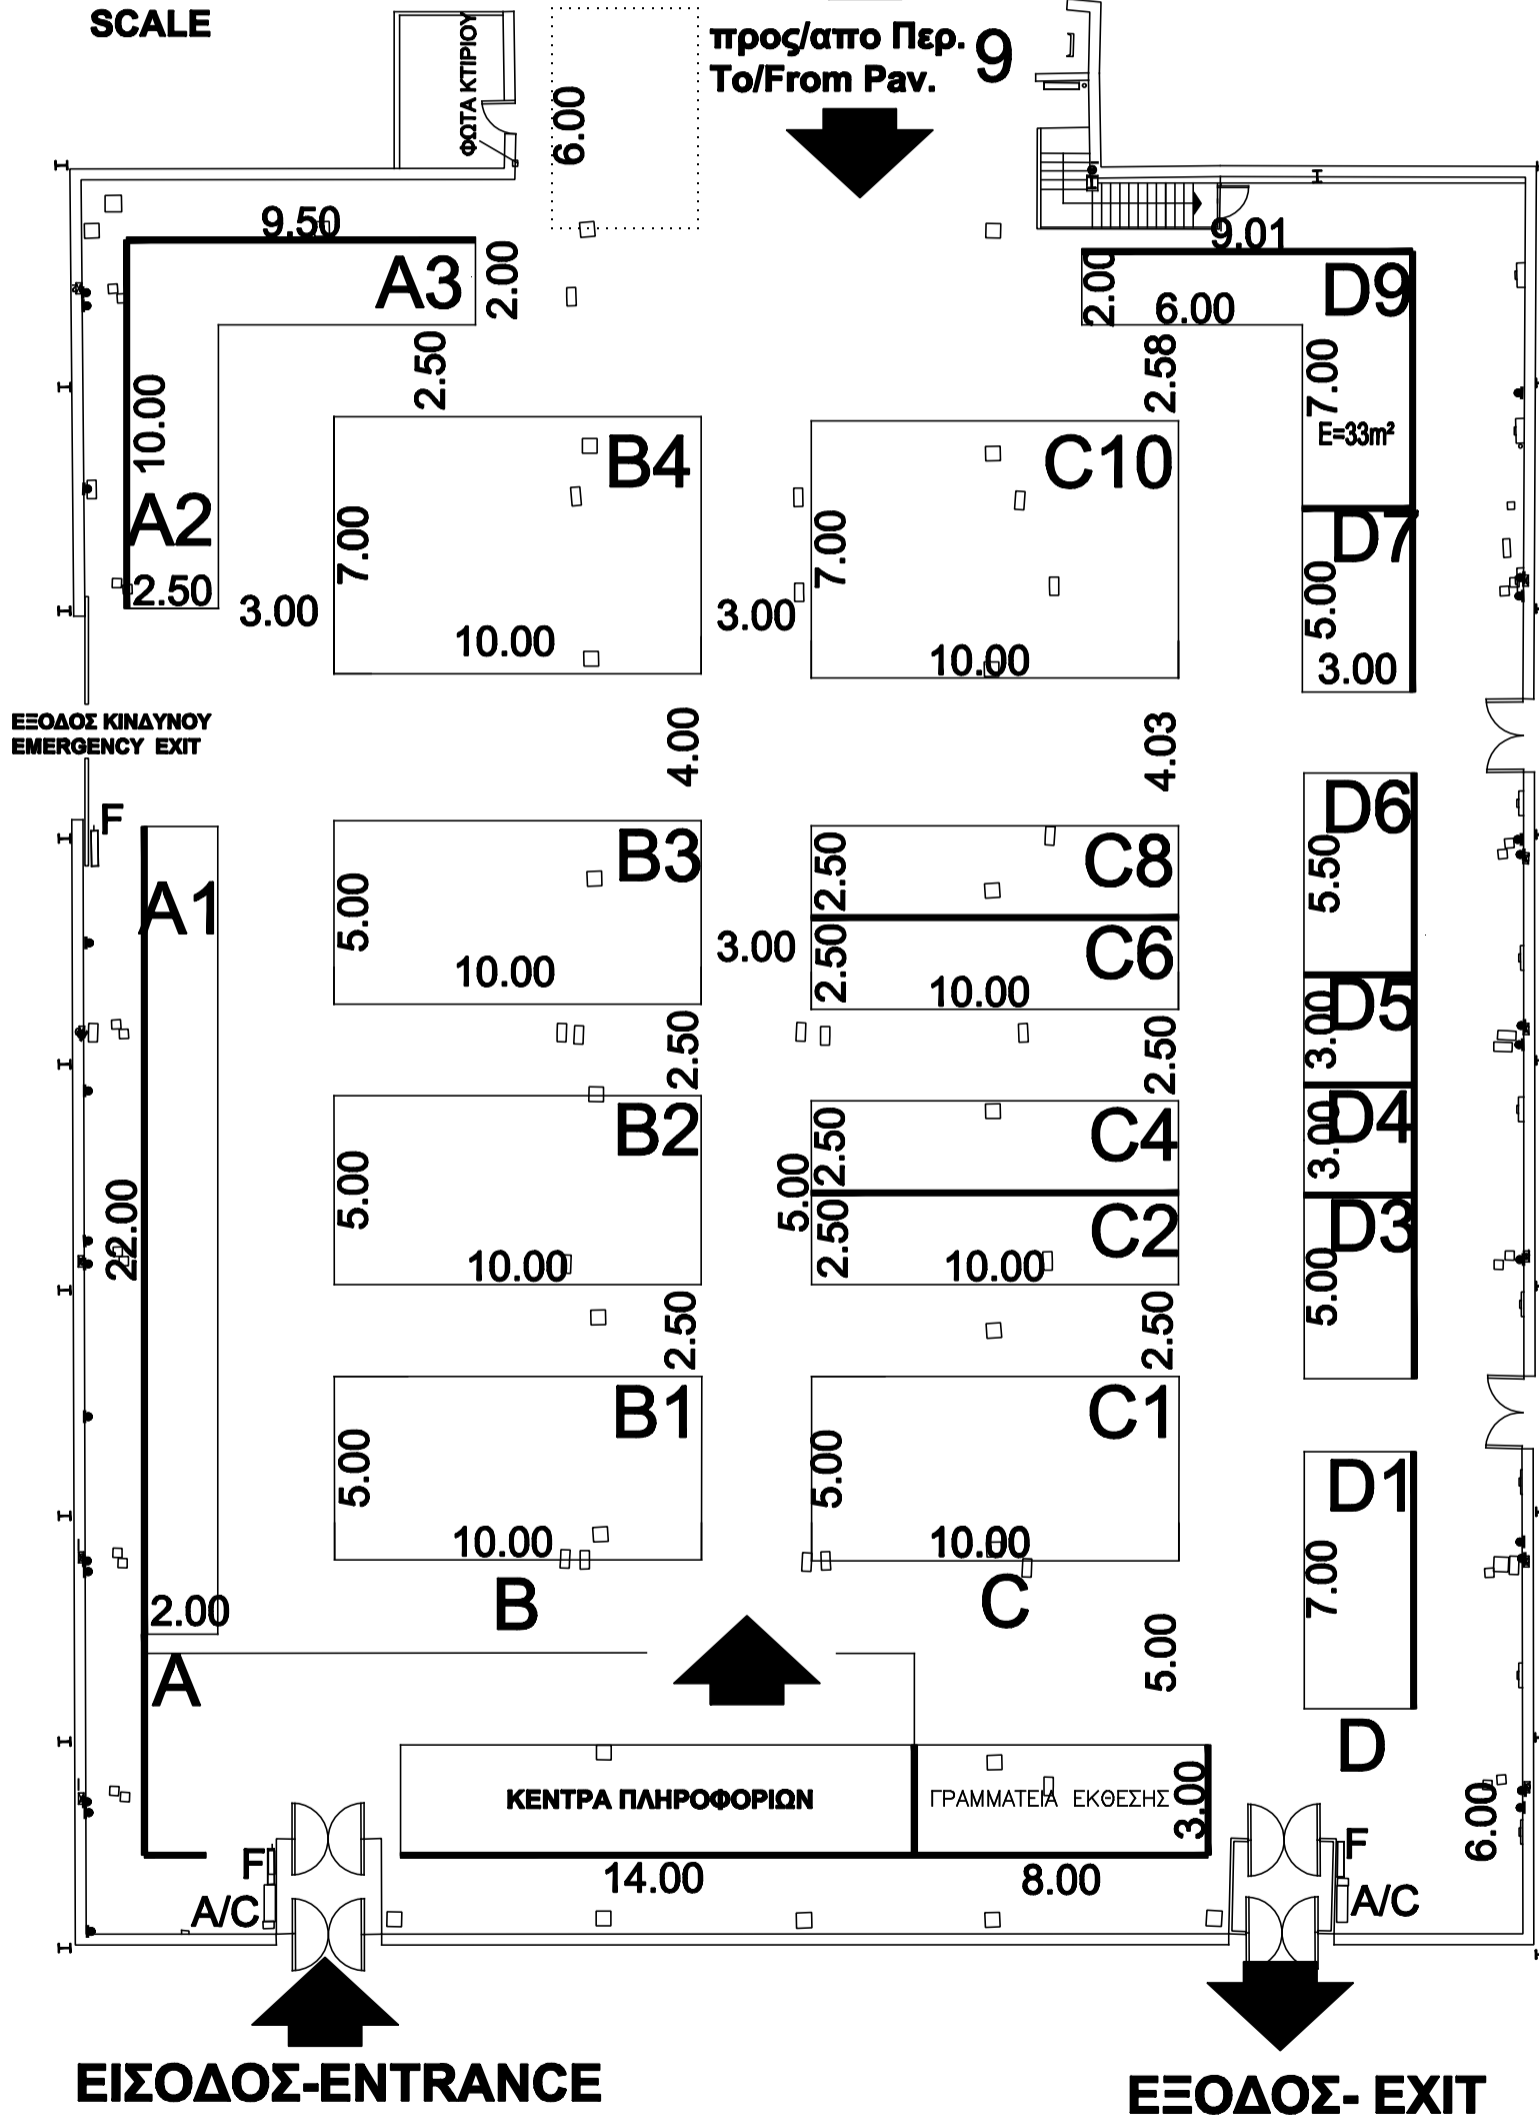 SCALE
ΦΩΤΑ ΚΤΙΡΙΟΥ
6.00
προς/απο Περ. 9
To/From Pav.
9.50
A3
2.00
2.50
10.00
A2
2.50
3.00
9.01
2.00
D9
6.00
2.58
7.00
E=33m²
B4
7.00
10.00
3.00
C10
7.00
10.00
D7
5.00
3.00
ΕΞΟΔΟΣ ΚΙΝΔΥΝΟΥ
EMERGENCY EXIT
4.00
4.03
F
A1
22.00
2.00
A
B3
5.00
10.00
3.00
C8
2.50
C6
2.50
10.00
D6
5.50
D5
3.00
2.50
2.50
B2
5.00
10.00
5.00
C4
2.50
C2
2.50
10.00
D4
3.00
D3
5.00
2.50
2.50
B1
5.00
10.00
B
C1
5.00
10.00
C
D1
7.00
D
5.00
ΚΕΝΤΡΑ ΠΛΗΡΟΦΟΡΙΩΝ
ΓΡΑΜΜΑΤΕΙΑ ΕΚΘΕΣΗΣ
3.00
6.00
14.00
8.00
F
A/C
F
A/C
ΕΙΣΟΔΟΣ-ENTRANCE
ΕΞΟΔΟΣ- EXIT